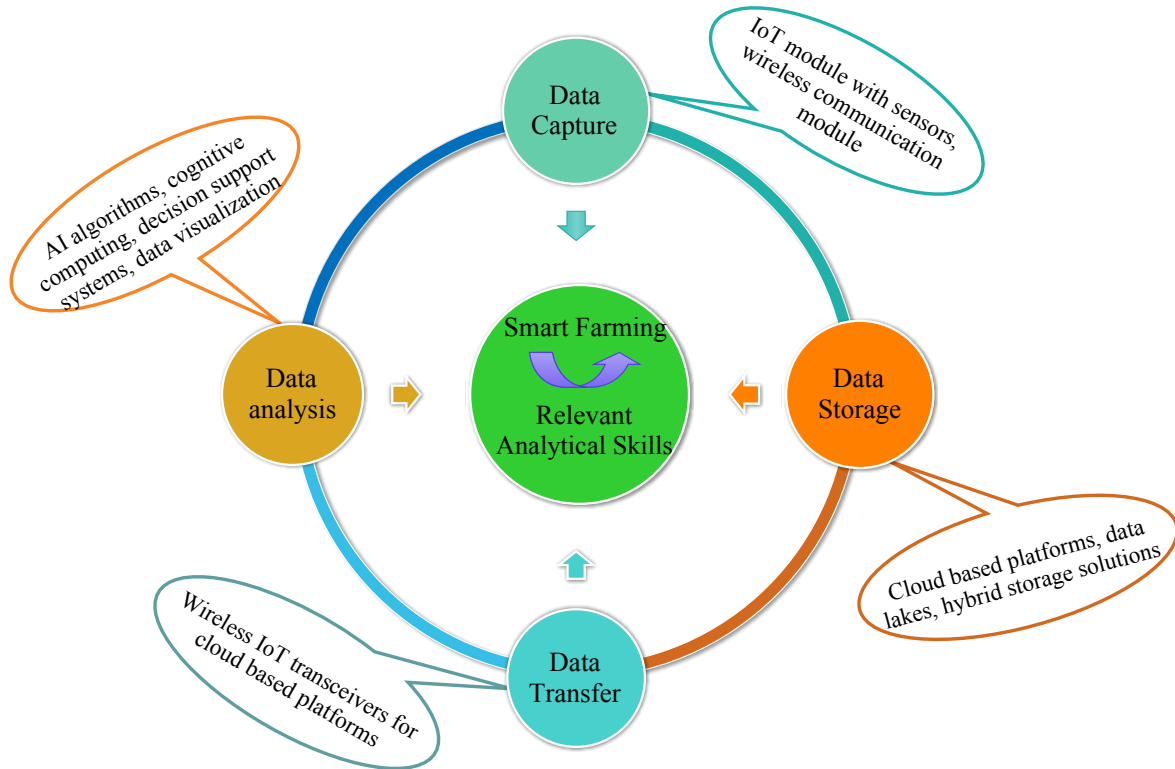 Data
Capture
IoT module with sensors,
wireless communication
module
AI algorithms, cognitive
computing, decision support
systems, data visualization
Smart Farming
Relevant
Analytical Skills
Data
analysis
Data
Storage
Cloud based platforms, data
lakes, hybrid storage solutions
Wireless IoT transceivers for
cloud based platforms
Data
Transfer